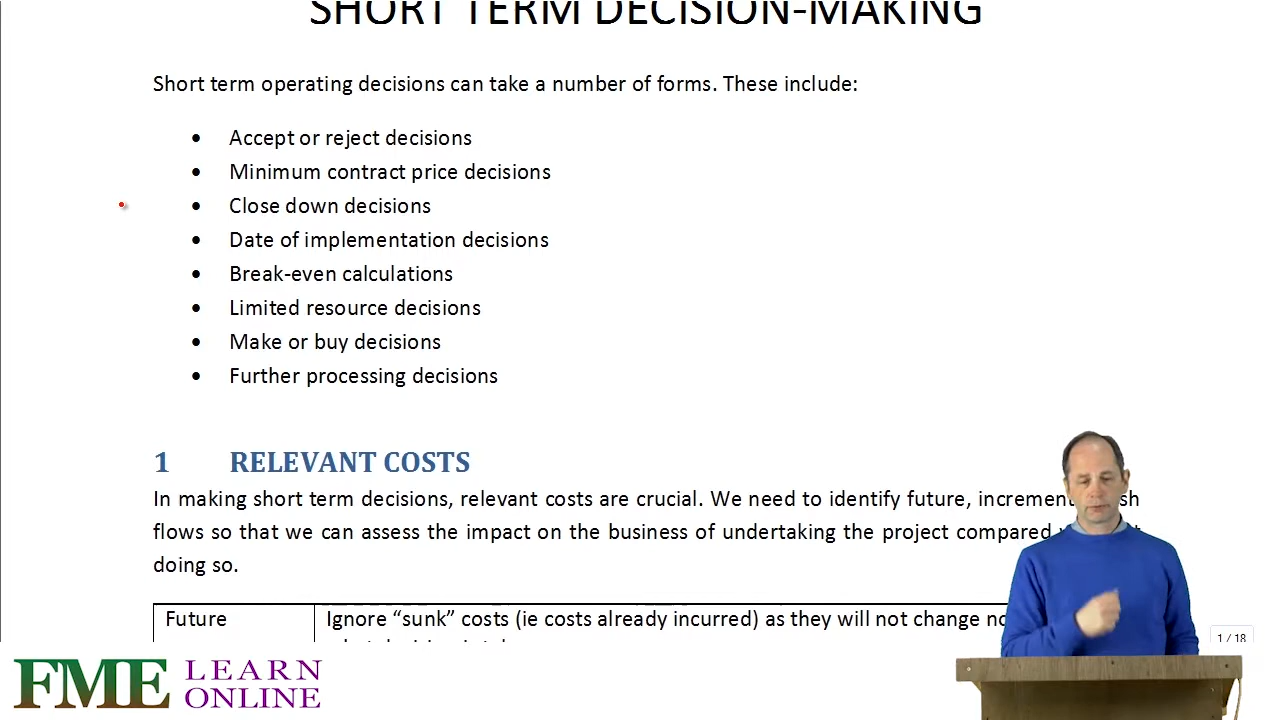 SHORT TERM DECISION-MAKING
Short term operating decisions can take a number of forms. These include:
• Accept or reject decisions
• Minimum contract price decisions
• Close down decisions
• Date of implementation decisions
• Break-even calculations
• Limited resource decisions
• Make or buy decisions
• Further processing decisions
1 RELEVANT COSTS
In making short term decisions, relevant costs are crucial. We need to identify future,
flows so that we can assess the impact on the business of undertaking the project compared
doing so.
Future Ignore “sunk” costs (ie costs already incurred) as they will not change
1 / 18
FME LEARN
ONLINE